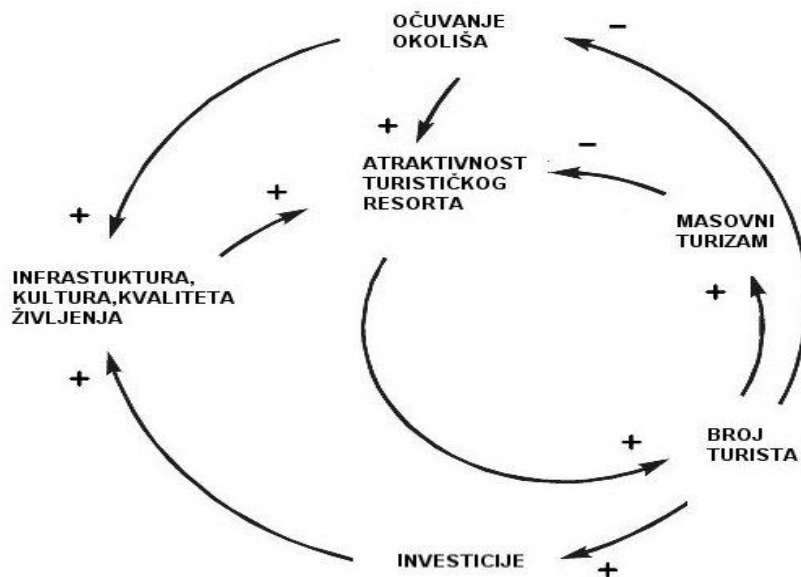 OČUVANJE
OKOLIŠA
−
+
ATRAKTIVNOST
TURISTIČKOG
RESORTA
−
+
+
MASOVNI
TURIZAM
INFRASTUKTURA,
KULTURA,KVALITETA
ŽIVLJENJA
+
+
+
BROJ
TURISTA
INVESTICIJE
+